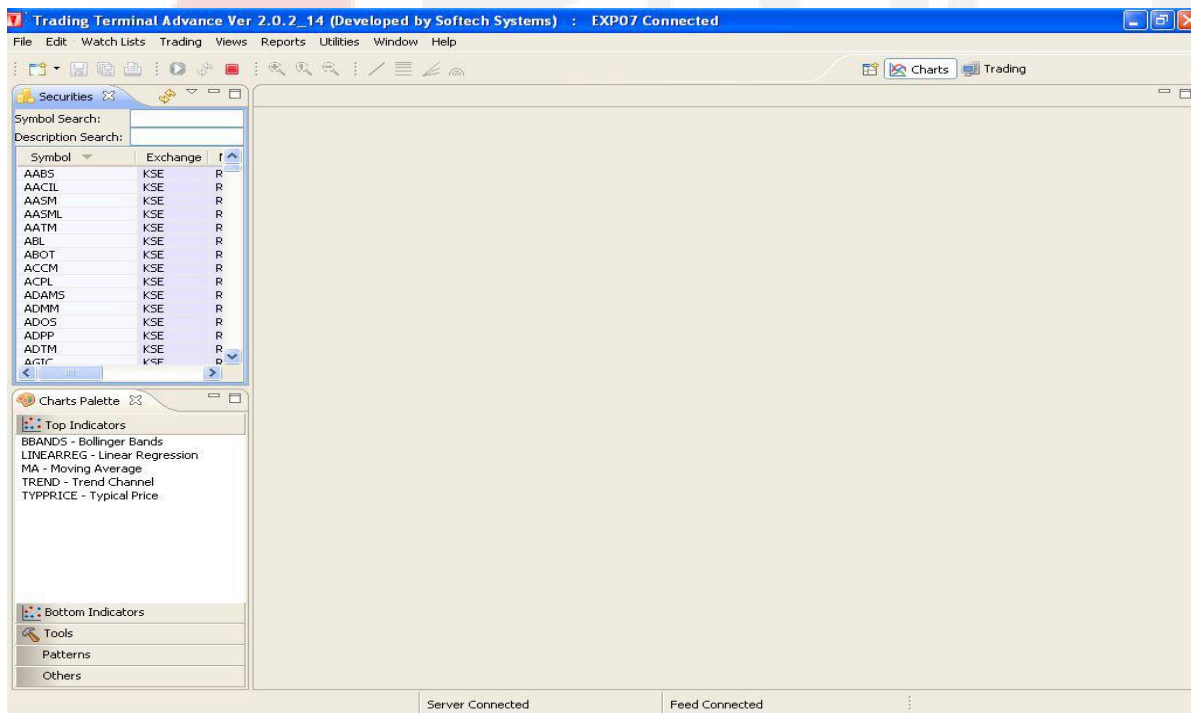 Trading Terminal Advance Ver 2.0.2_14 (Developed by Softech Systems) : EXP07 Connected
File Edit Watch Lists Trading Views Reports Utilities Window Help
Charts Trading
Securities
Symbol Search:
Description Search:
Symbol Exchange
AABS KSE R
AACIL KSE R
AASM KSE R
AASML KSE R
AATM KSE R
ABL KSE R
ABOT KSE R
ACCM KSE R
ACPL KSE R
ADAMS KSE R
ADMM KSE R
ADOS KSE R
ADPP KSE R
ADTM KSE R
AGIC KSE R
Charts Palette
Top Indicators
BBANDS - Bollinger Bands
LINEARREG - Linear Regression
MA - Moving Average
TREND - Trend Channel
TYPPRICE - Typical Price
Bottom Indicators
Tools
Patterns
Others
Server Connected Feed Connected